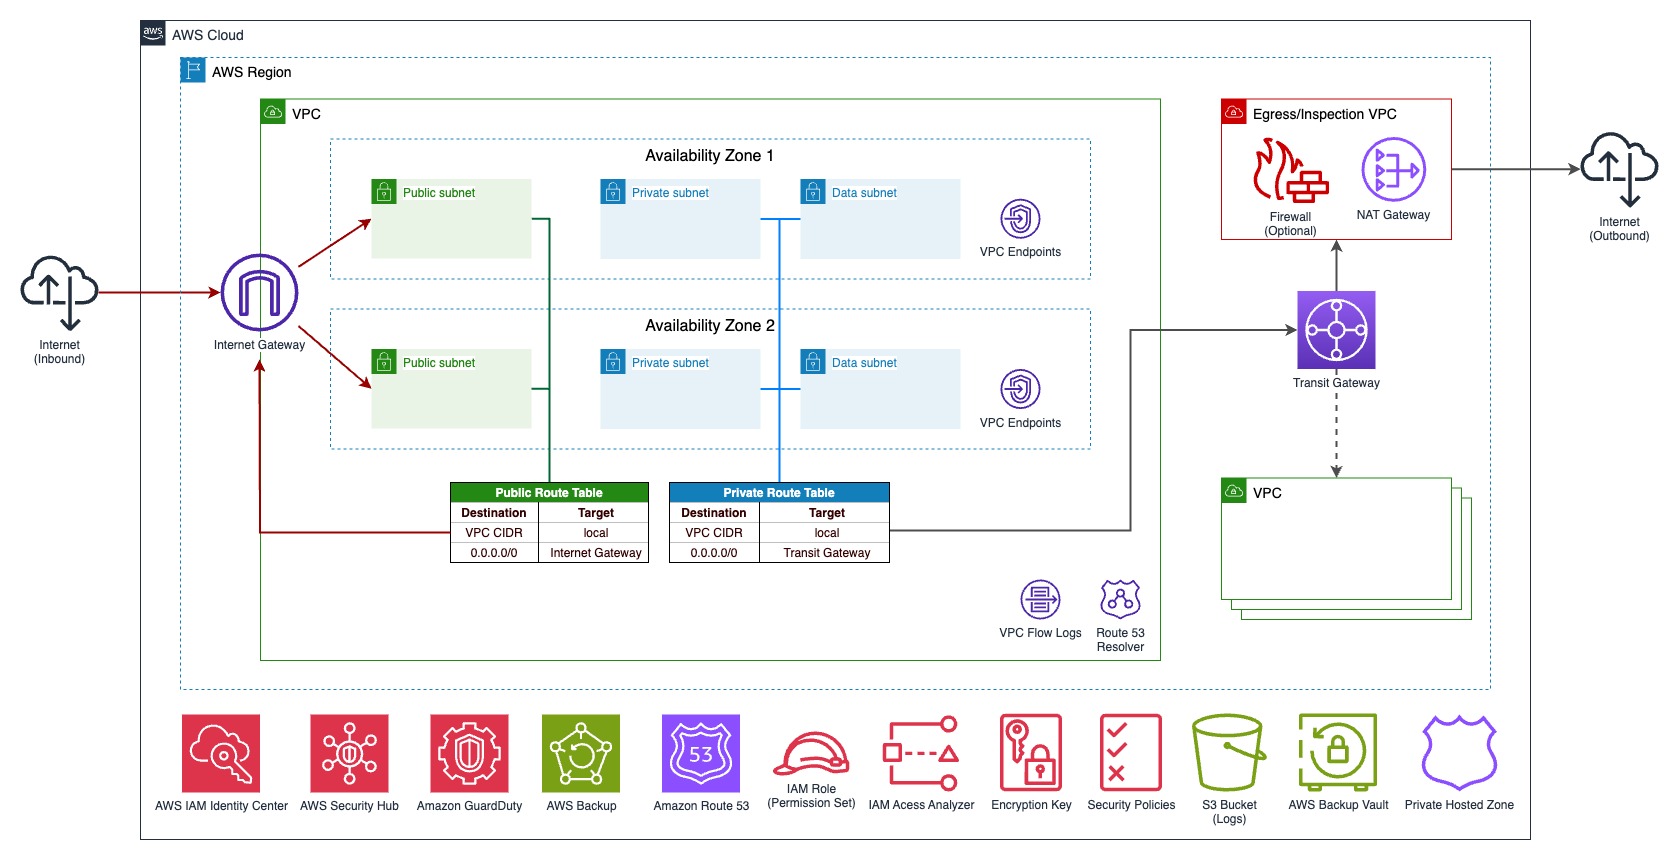 aws
AWS Cloud
AWS Region
VPC
Availability Zone 1
Public subnet
Private subnet
Data subnet
VPC Endpoints
Egress/Inspection VPC
Firewall
(Optional)
NAT Gateway
Internet
(Outbound)
Internet
(Inbound)
Internet Gateway
Availability Zone 2
Public subnet
Private subnet
Data subnet
VPC Endpoints
Transit Gateway
Public Route Table
Destination Target
VPC CIDR local
0.0.0.0/0 Internet Gateway
Private Route Table
Destination Target
VPC CIDR local
0.0.0.0/0 Transit Gateway
VPC
VPC Flow Logs
Route 53
Resolver
53
AWS IAM Identity Center
AWS Security Hub
Amazon GuardDuty
AWS Backup
Amazon Route 53
IAM Role
(Permission Set)
IAM Acess Analyzer
Encryption Key
Security Policies
S3 Bucket
(Logs)
AWS Backup Vault
Private Hosted Zone